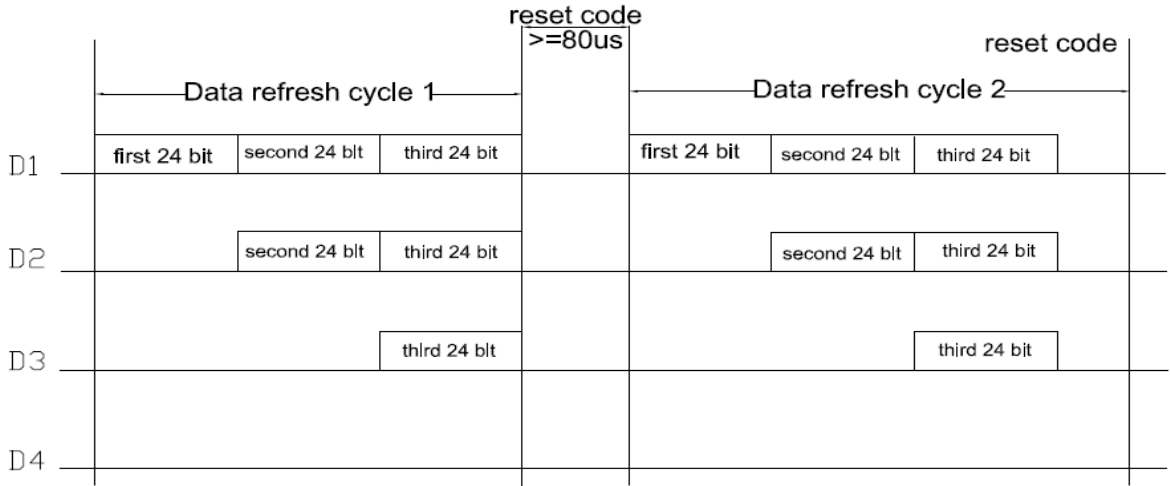 reset code
>=80us
reset code
Data refresh cycle 1
Data refresh cycle 2
D1 first 24 bit second 24 blt third 24 bit first 24 bit second 24 blt third 24 bit
D2 second 24 blt third 24 bit second 24 blt third 24 bit
D3 third 24 blt third 24 bit
D4